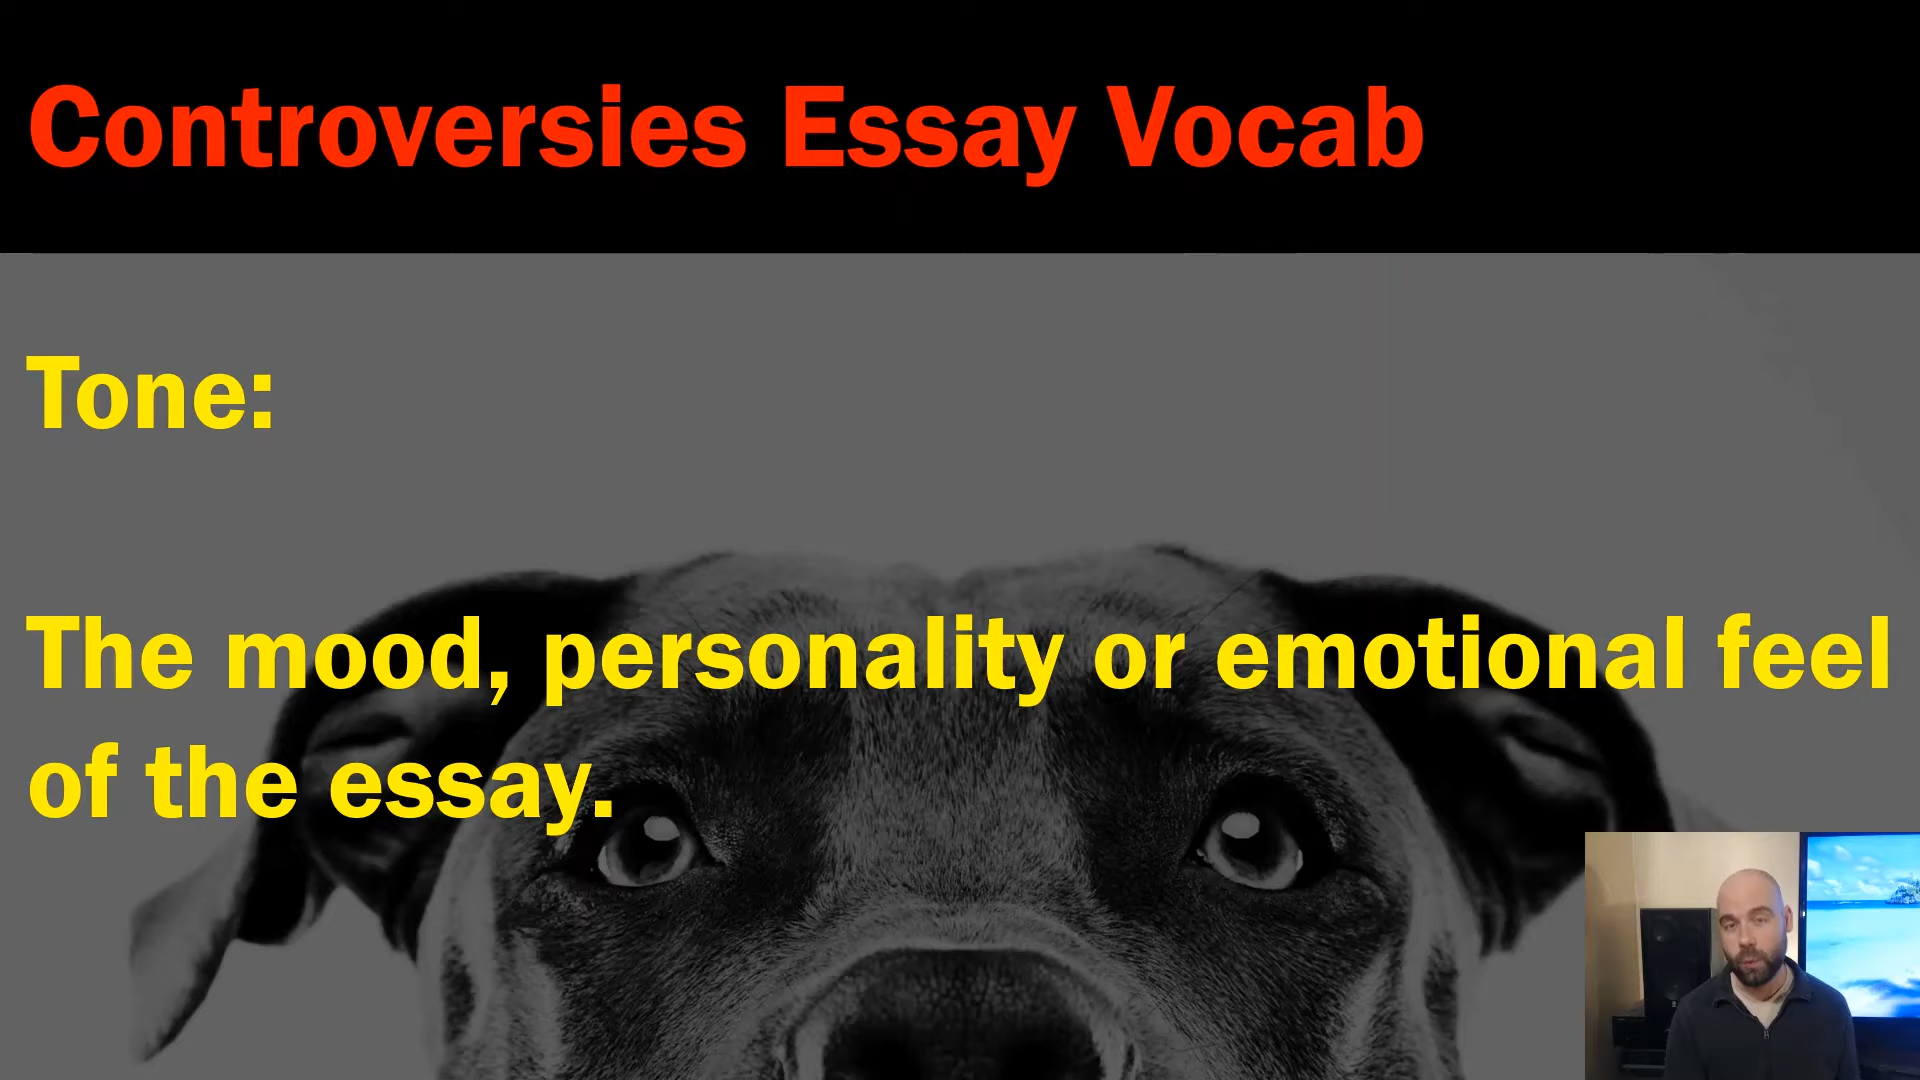 Controversies Essay Vocab
Tone:
The mood, personality or emotional feel
of the essay.